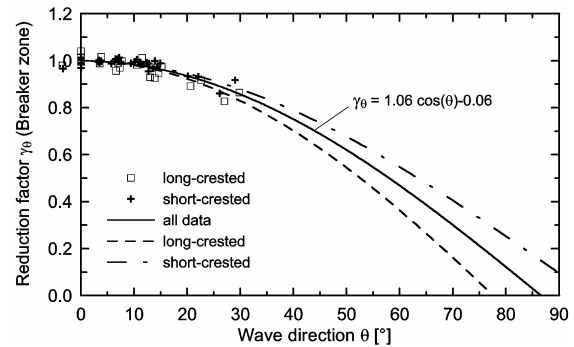 Reduction factor γθ (Breaker zone)
1.2
1.0
0.8
0.6
0.4
0.2
0.0
γθ = 1.06 cos(θ)-0.06
long-crested
short-crested
all data
long-crested
short-crested
0 10 20 30 40 50 60 70 80 90
Wave direction θ [°]